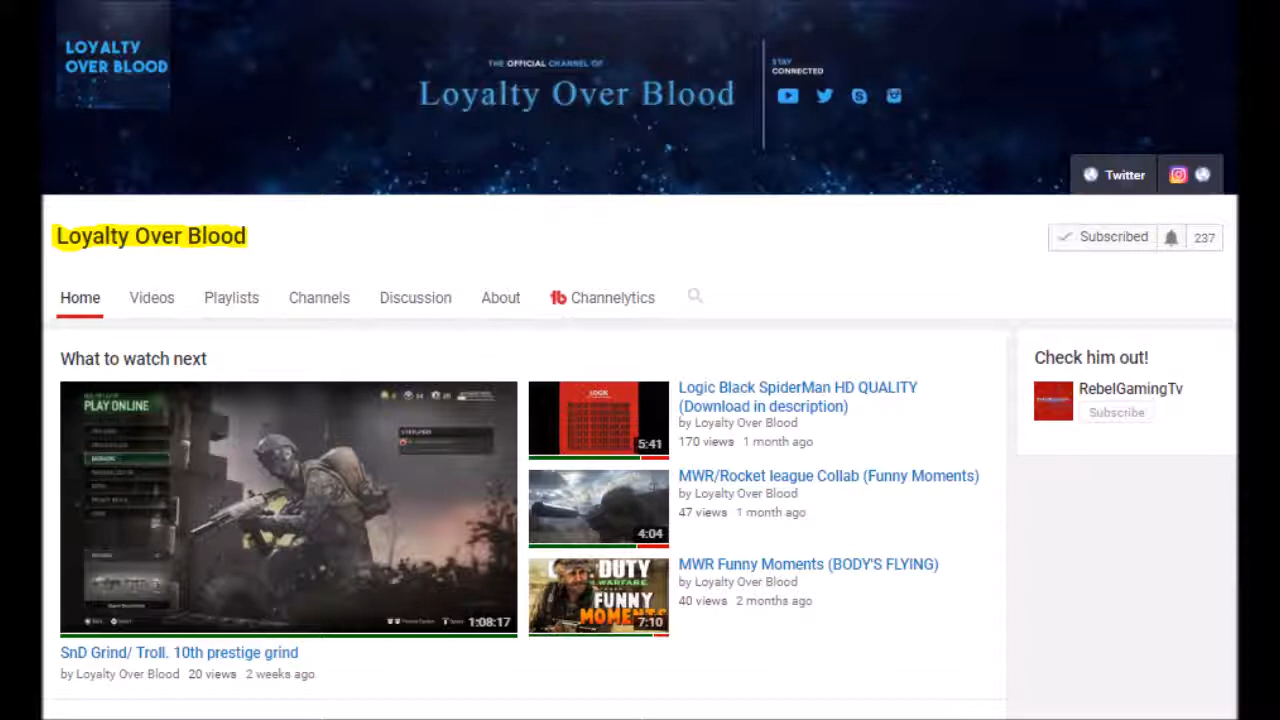 LOYALTY
OVER BLOOD
THE OFFICIAL CHANNEL OF
Loyalty Over Blood
STAY
CONNECTED
Twitter
Loyalty Over Blood
Subscribed 237
Home Videos Playlists Channels Discussion About Channelytics
What to watch next
PLAY ONLINE
1:08:17
SnD Grind/ Troll. 10th prestige grind
by Loyalty Over Blood 20 views 2 weeks ago
LOGIC
5:41
Logic Black SpiderMan HD QUALITY
(Download in description)
by Loyalty Over Blood
170 views 1 month ago
4:04
MWR/Rocket league Collab (Funny Moments)
by Loyalty Over Blood
47 views 1 month ago
DUTY
WARFARE
FUNNY
MOMENTS
7:10
MWR Funny Moments (BODY'S FLYING)
by Loyalty Over Blood
40 views 2 months ago
Check him out!
RebelGamingTv
Subscribe